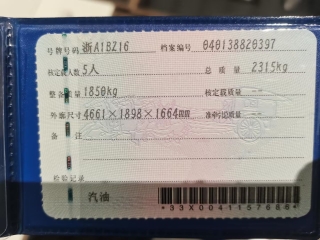 号牌号码 浙A1BZ16 档案编号 040138820397
核定载人数 5人 总质量 2315kg
整备质量 1850kg 核定载质量 --
外廓尺寸 4661×1898×1664mm 准牵引总质量 --
备注
检验记录
汽油
*33X0041157686*